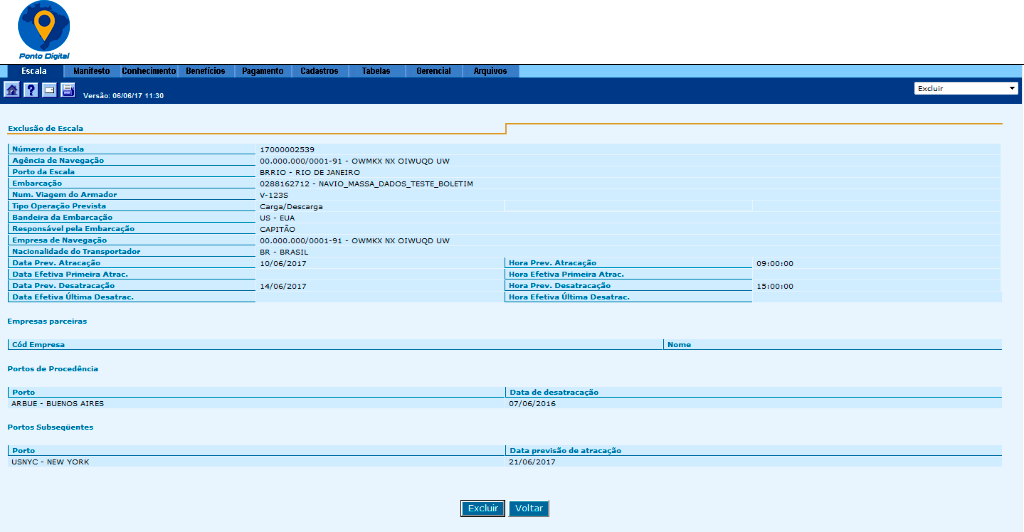 Ponto Digital
Escala Manifesto Conhecimento Benefícios Pagamento Cadastros Tabelas Gerencial Arquivos
? Versão: 06/06/17 11:30 Excluir
Exclusão de Escala
Número da Escala 17000002539
Agência de Navegação 00.000.000/0001-91 - OWMKX NX OIWUQD UW
Porto da Escala BRRIO - RIO DE JANEIRO
Embarcação 0288162712 - NAVIO_MASSA_DADOS_TESTE_BOLETIM
Num. Viagem do Armador V-123S
Tipo Operação Prevista Carga/Descarga
Bandeira da Embarcação US - EUA
Responsável pela Embarcação CAPITÃO
Empresa de Navegação 00.000.000/0001-91 - OWMKX NX OIWUQD UW
Nacionalidade do Transportador BR - BRASIL
Data Prev. Atracação 10/06/2017 Hora Prev. Atracação 09:00:00
Data Efetiva Primeira Atrac. Hora Efetiva Primeira Atrac.
Data Prev. Desatracação 14/06/2017 Hora Prev. Desatracação 15:00:00
Data Efetiva Última Desatrac. Hora Efetiva Última Desatrac.
Empresas parceiras
Cód Empresa Nome
Portos de Procedência
Porto Data de desatracação
ARBUE - BUENOS AIRES 07/06/2016
Portos Subseqüentes
Porto Data previsão de atracação
USNYC - NEW YORK 21/06/2017
Excluir Voltar